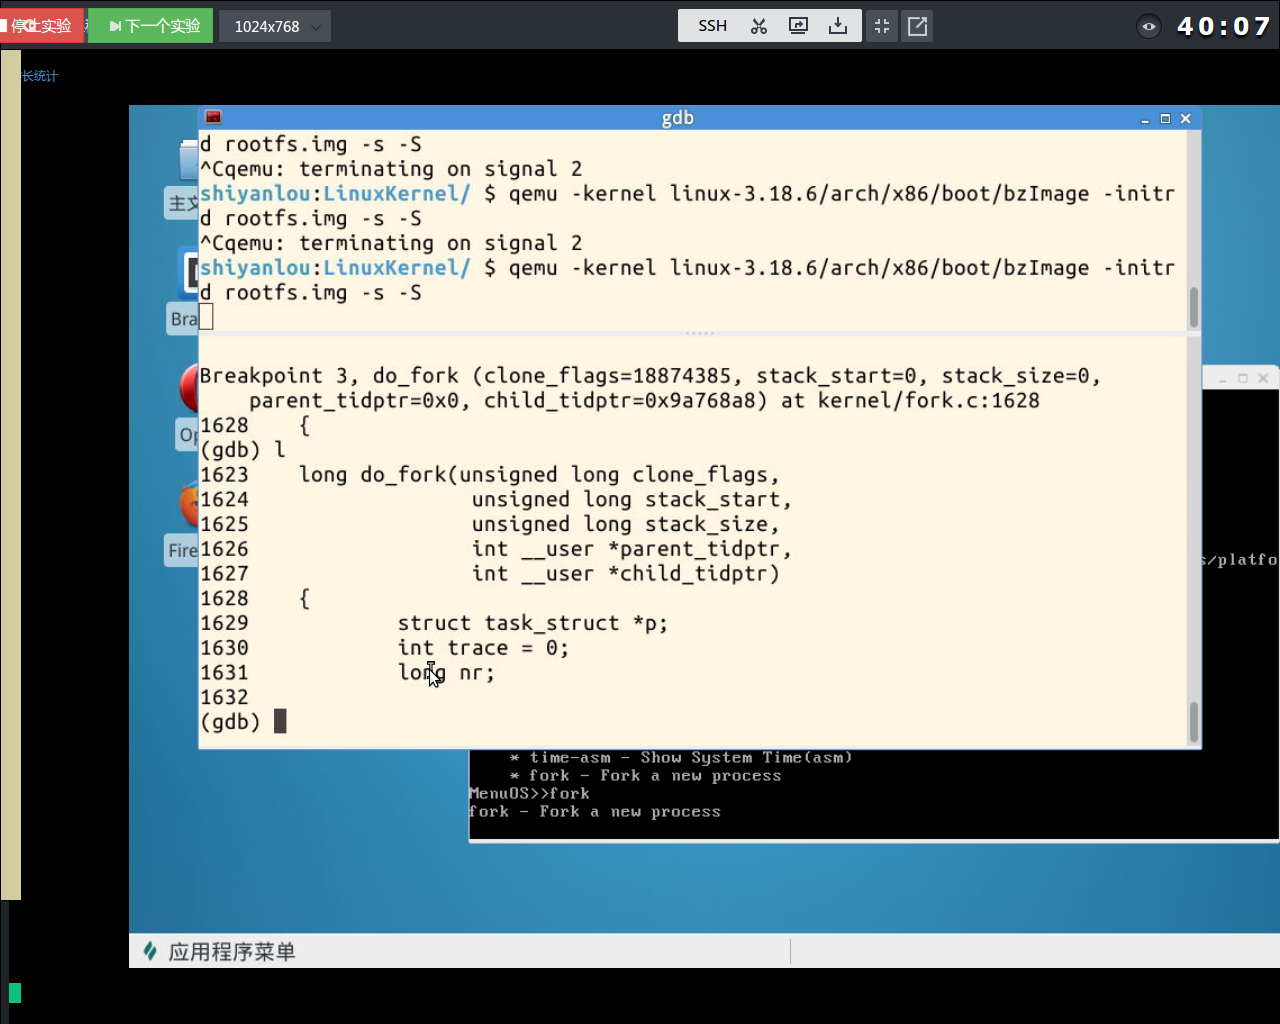 停止实验
下一个实验
1024x768
SSH
40:07
长统计
gdb
d rootfs.img -s -S
^Cqemu: terminating on signal 2
shiyanlou:LinuxKernel/ $ qemu -kernel linux-3.18.6/arch/x86/boot/bzImage -initr
d rootfs.img -s -S
^Cqemu: terminating on signal 2
shiyanlou:LinuxKernel/ $ qemu -kernel linux-3.18.6/arch/x86/boot/bzImage -initr
d rootfs.img -s -S
主文
Bra
Op
Fire
Breakpoint 3, do_fork (clone_flags=18874385, stack_start=0, stack_size=0,
    parent_tidptr=0x0, child_tidptr=0x9a768a8) at kernel/fork.c:1628
1628    {
(gdb) l
1623    long do_fork(unsigned long clone_flags,
1624                  unsigned long stack_start,
1625                  unsigned long stack_size,
1626                  int __user *parent_tidptr,
1627                  int __user *child_tidptr)
1628    {
1629            struct task_struct *p;
1630            int trace = 0;
1631            long nr;
1632
(gdb)
s/platfo
* time-asm - Show System Time(asm)
* fork - Fork a new process
MenuOS>>fork
fork - Fork a new process
应用程序菜单